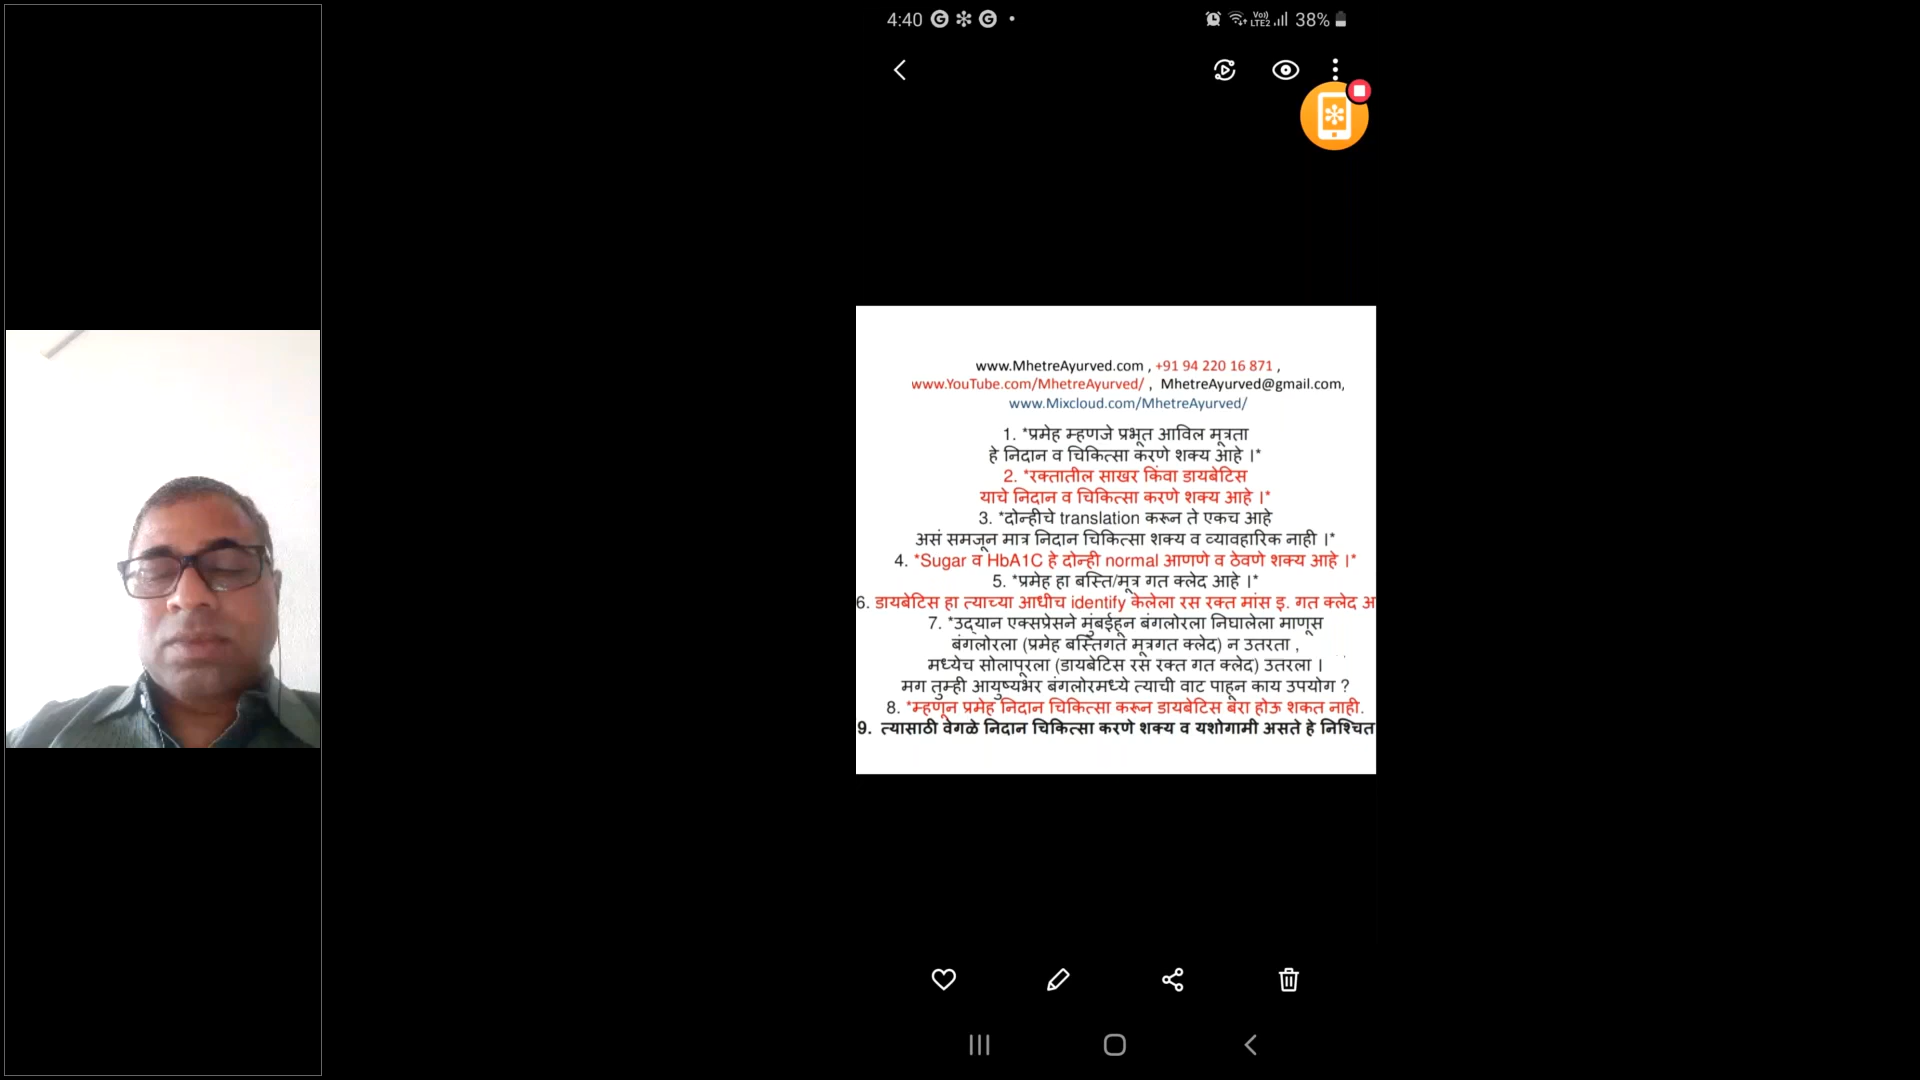 4:40
Vo)) LTE2 38%
www.MhetreAyurved.com , +91 94 220 16 871 ,
www.YouTube.com/MhetreAyurved/ , MhetreAyurved@gmail.com,
www.Mixcloud.com/MhetreAyurved/
1. *प्रमेह म्हणजे प्रभूत आविल मूत्रता
हे निदान व चिकित्सा करणे शक्य आहे ।*
2. *रक्तातील साखर किंवा डायबेटिस
याचे निदान व चिकित्सा करणे शक्य आहे ।*
3. *दोन्हीचे translation करून ते एकच आहे
असं समजून मात्र निदान चिकित्सा शक्य व व्यावहारिक नाही ।*
4. *Sugar व HbA1C हे दोन्ही normal आणणे व ठेवणे शक्य आहे ।*
5. *प्रमेह हा बस्ति/मूत्र गत क्लेद आहे ।*
6. डायबेटिस हा त्याच्या आधीच identify केलेला रस रक्त मांस इ. गत क्लेद अ
7. *उद्यान एक्सप्रेसने मुंबईहून बंगलोरला निघालेला माणूस
बंगलोरला (प्रमेह बस्तिगत मूत्रगत क्लेद) न उतरता ,
मध्येच सोलापूरला (डायबेटिस रस रक्त गत क्लेद) उतरला ।
मग तुम्ही आयुष्यभर बंगलोरमध्ये त्याची वाट पाहून काय उपयोग ?
8. *म्हणून प्रमेह निदान चिकित्सा करून डायबेटिस बरा होऊ शकत नाही.
9. त्यासाठी वेगळे निदान चिकित्सा करणे शक्य व यशोगामी असते हे निश्चित